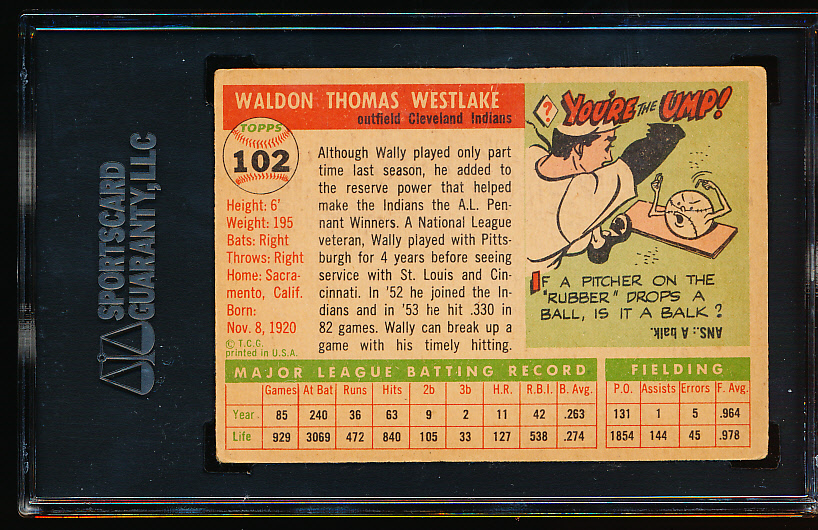 SPORTSCARD
GUARANTY,LLC
WALDON THOMAS WESTLAKE
outfield Cleveland Indians
TOPPS
102
Height: 6'
Weight: 195
Bats: Right
Throws: Right
Home: Sacra-
mento, Calif.
Born:
Nov. 8, 1920
© T.C.G.
printed in U.S.A.
Although Wally played only part
time last season, he added to
the reserve power that helped
make the Indians the A.L. Pen-
nant Winners. A National League
veteran, Wally played with Pitts-
burgh for 4 years before seeing
service with St. Louis and Cin-
cinnati. In '52 he joined the In-
dians and in '53 he hit .330 in
82 games. Wally can break up a
game with his timely hitting.
? YOU'RE THE UMP!
IF A PITCHER ON THE
"RUBBER" DROPS A
BALL, IS IT A BALK?
ANS.: A balk.
MAJOR LEAGUE BATTING RECORD
Games At Bat Runs Hits 2b 3b H.R. R.B.I. B. Avg.
Year 85 240 36 63 9 2 11 42 .263
Life 929 3069 472 840 105 33 127 538 .274
FIELDING
P.O. Assists Errors F. Avg.
131 1 5 .964
1854 144 45 .978